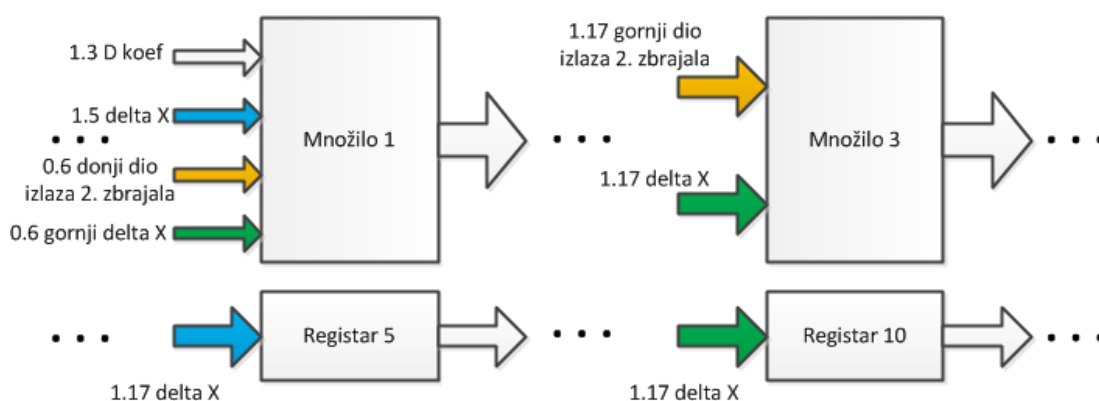 1.3 D koef
1.5 delta X
0.6 donji dio
izlaza 2. zbrajala
0.6 gornji delta X
Množilo 1
1.17 gornji dio
izlaza 2. zbrajala
1.17 delta X
Množilo 3
1.17 delta X
Registar 5
1.17 delta X
Registar 10